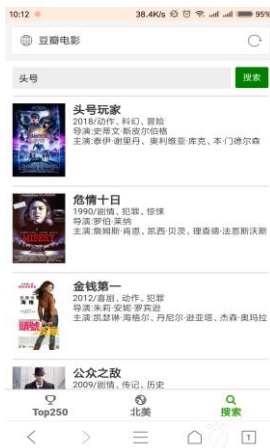 10:12
38.4K/s
95%
豆瓣电影
头号
搜索
头号玩家
2018/动作、科幻、冒险
导演:史蒂文·斯皮尔伯格
主演:泰伊·谢里丹、奥利维亚·库克、本·门德尔森
危情十日
1990/剧情、犯罪、惊悚
导演:罗伯·莱纳
主演:詹姆斯·肯恩、凯西·贝茨、理查德·法恩斯沃斯
MISERY
金钱第一
2012/喜剧、动作、犯罪
导演:朱莉·安妮·罗宾逊
主演:凯瑟琳·海格尔、丹尼尔·逊亚塔、杰森·奥玛拉
公众之敌
2009/剧情、传记、历史
Top250
北美
搜索
1